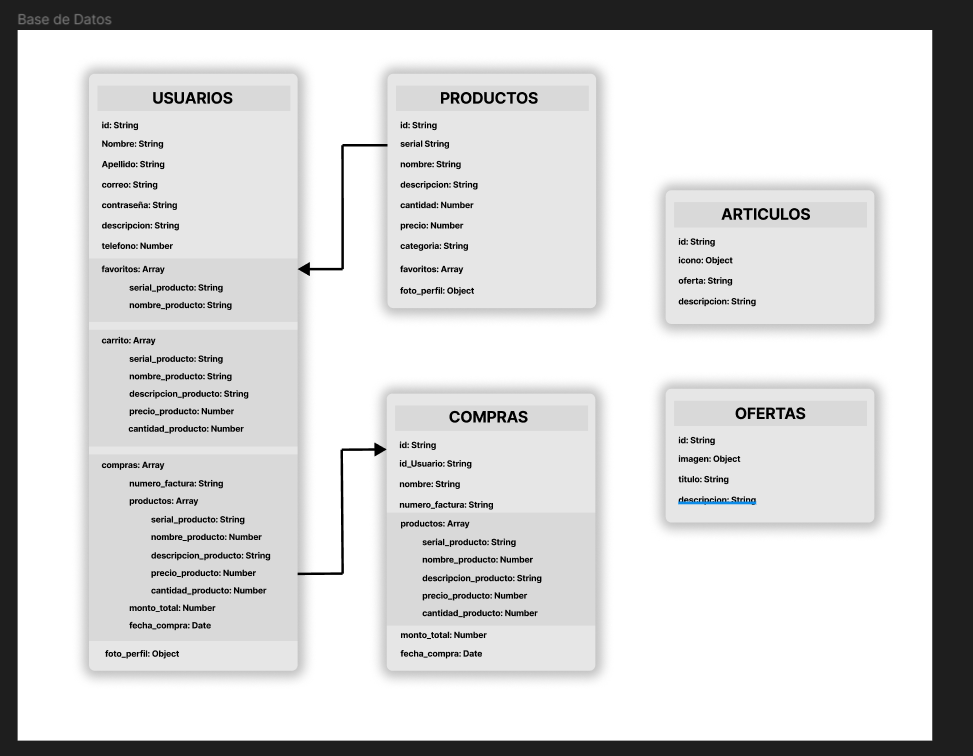 Base de Datos
USUARIOS
id: String
Nombre: String
Apellido: String
correo: String
contraseña: String
descripcion: String
telefono: Number
favoritos: Array
serial_producto: String
nombre_producto: String
carrito: Array
serial_producto: String
nombre_producto: String
descripcion_producto: String
precio_producto: Number
cantidad_producto: Number
compras: Array
numero_factura: String
productos: Array
serial_producto: String
nombre_producto: Number
descripcion_producto: String
precio_producto: Number
cantidad_producto: Number
monto_total: Number
fecha_compra: Date
foto_perfil: Object
PRODUCTOS
id: String
serial String
nombre: String
descripcion: String
cantidad: Number
precio: Number
categoria: String
favoritos: Array
foto_perfil: Object
COMPRAS
id: String
id_Usuario: String
nombre: String
numero_factura: String
productos: Array
serial_producto: String
nombre_producto: Number
descripcion_producto: String
precio_producto: Number
cantidad_producto: Number
monto_total: Number
fecha_compra: Date
ARTICULOS
id: String
icono: Object
oferta: String
descripcion: String
OFERTAS
id: String
imagen: Object
titulo: String
descripcion: String